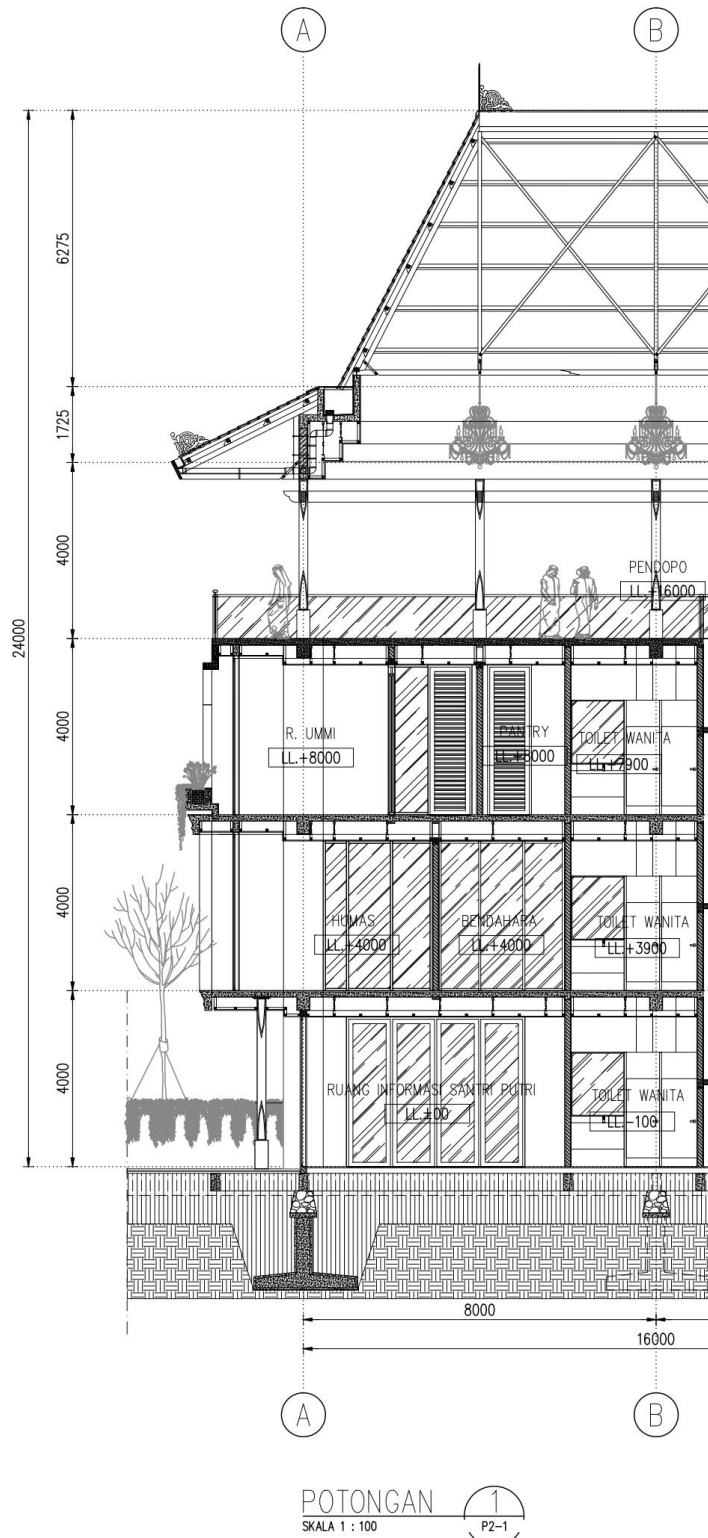 A
B
6275
1725
4000
24000
4000
4000
4000
PENDOPO
LL.+16000
R. UMMI
LL.+8000
PANTRY
LL.+8000
TOILET WANITA
LL.+7900
HUMAS
LL.+4000
BENDAHARA
LL.+4000
TOILET WANITA
LL.+3900
RUANG INFORMASI SANTRI PUTRI
LL.±00
TOILET WANITA
LL.-100
8000
16000
A
B
POTONGAN
1
SKALA 1 : 100
P2-1